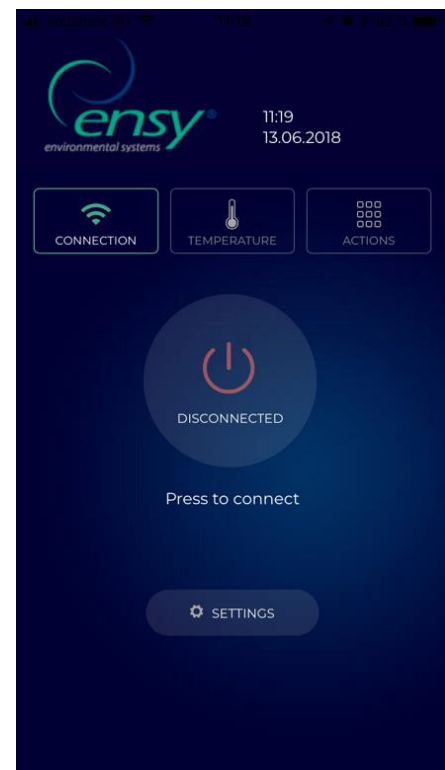 ensy®
environmental systems
11:19
13.06.2018
CONNECTION
TEMPERATURE
ACTIONS
DISCONNECTED
Press to connect
SETTINGS